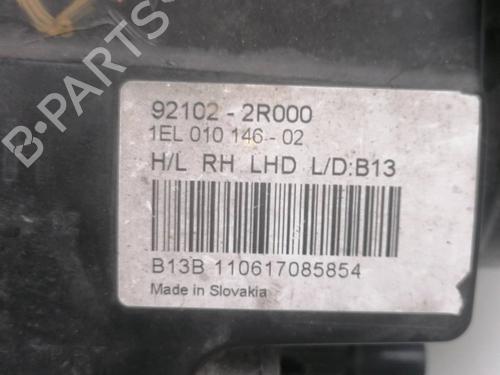 B-PARTS
92102 - 2R000
1EL 010 146 - 02
H/L RH LHD L/D:B13
B13B 110617085854
Made in Slovakia